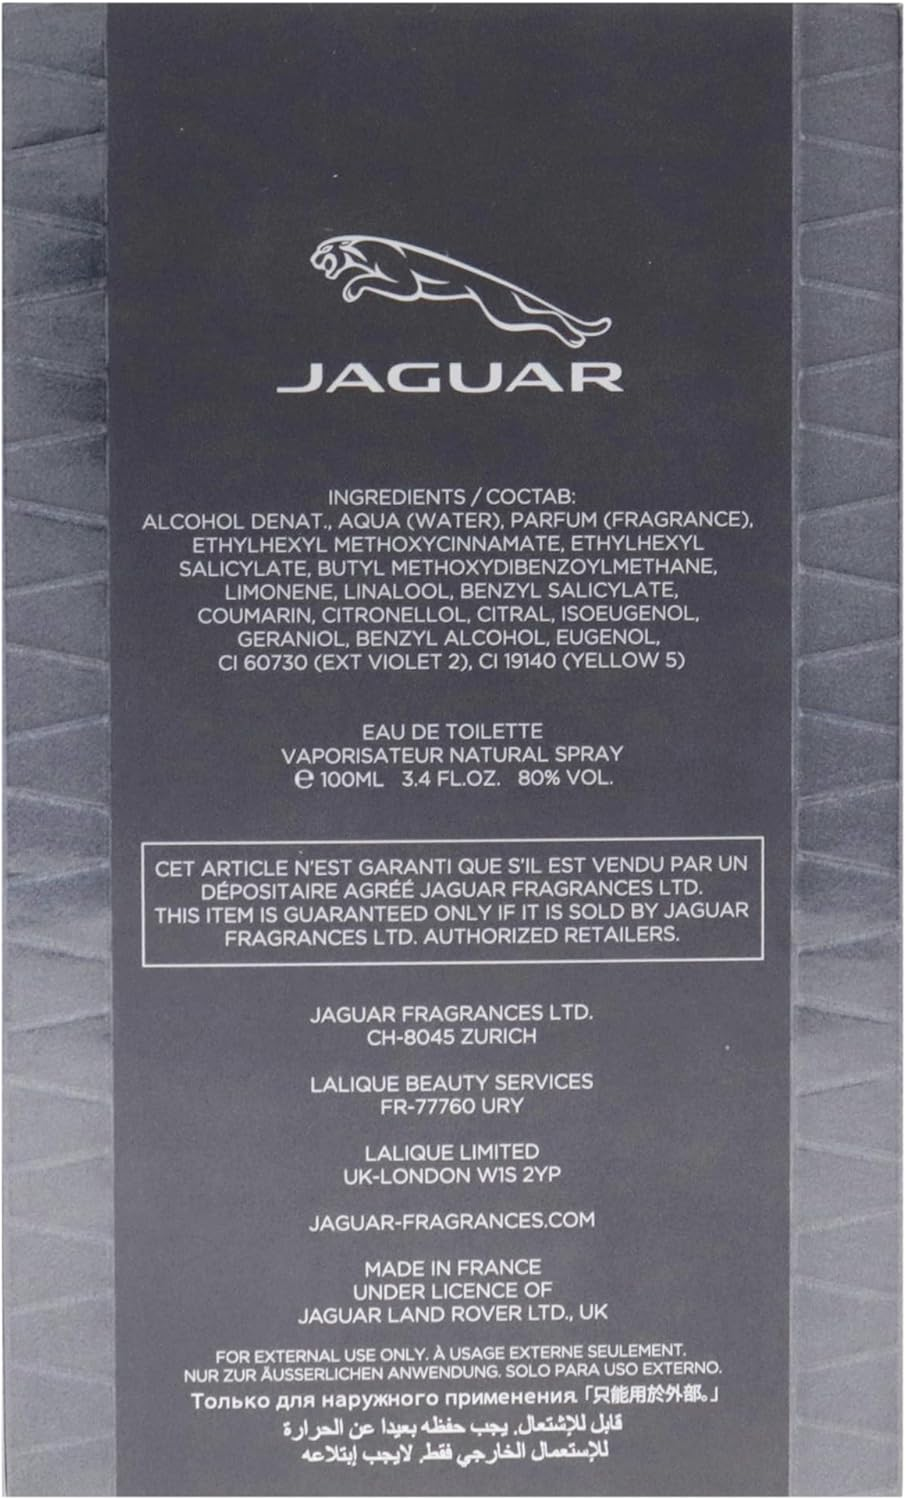 JAGUAR
INGREDIENTS / COCTAB:
ALCOHOL DENAT., AQUA (WATER), PARFUM (FRAGRANCE),
ETHYLHEXYL METHOXYCINNAMATE, ETHYLHEXYL
SALICYLATE, BUTYL METHOXYDIBENZOYLMETHANE,
LIMONENE, LINALOOL, BENZYL SALICYLATE,
COUMARIN, CITRONELLOL, CITRAL, ISOEUGENOL,
GERANIOL, BENZYL ALCOHOL, EUGENOL,
CI 60730 (EXT VIOLET 2), CI 19140 (YELLOW 5)
EAU DE TOILETTE
VAPORISATEUR NATURAL SPRAY
℮ 100ML 3.4 FL.OZ. 80% VOL.
CET ARTICLE N'EST GARANTI QUE S'IL EST VENDU PAR UN
DÉPOSITAIRE AGRÉÉ JAGUAR FRAGRANCES LTD.
THIS ITEM IS GUARANTEED ONLY IF IT IS SOLD BY JAGUAR
FRAGRANCES LTD. AUTHORIZED RETAILERS.
JAGUAR FRAGRANCES LTD.
CH-8045 ZURICH
LALIQUE BEAUTY SERVICES
FR-77760 URY
LALIQUE LIMITED
UK-LONDON W1S 2YP
JAGUAR-FRAGRANCES.COM
MADE IN FRANCE
UNDER LICENCE OF
JAGUAR LAND ROVER LTD., UK
FOR EXTERNAL USE ONLY. À USAGE EXTERNE SEULEMENT.
NUR ZUR ÄUSSERLICHEN ANWENDUNG. SOLO PARA USO EXTERNO.
Только для наружного применения.「只能用於外部。」
قابل للإشتعال. يجب حفظه بعيدا عن الحرارة
للإستعمال الخارجي فقط. لايجب إبتلاعه